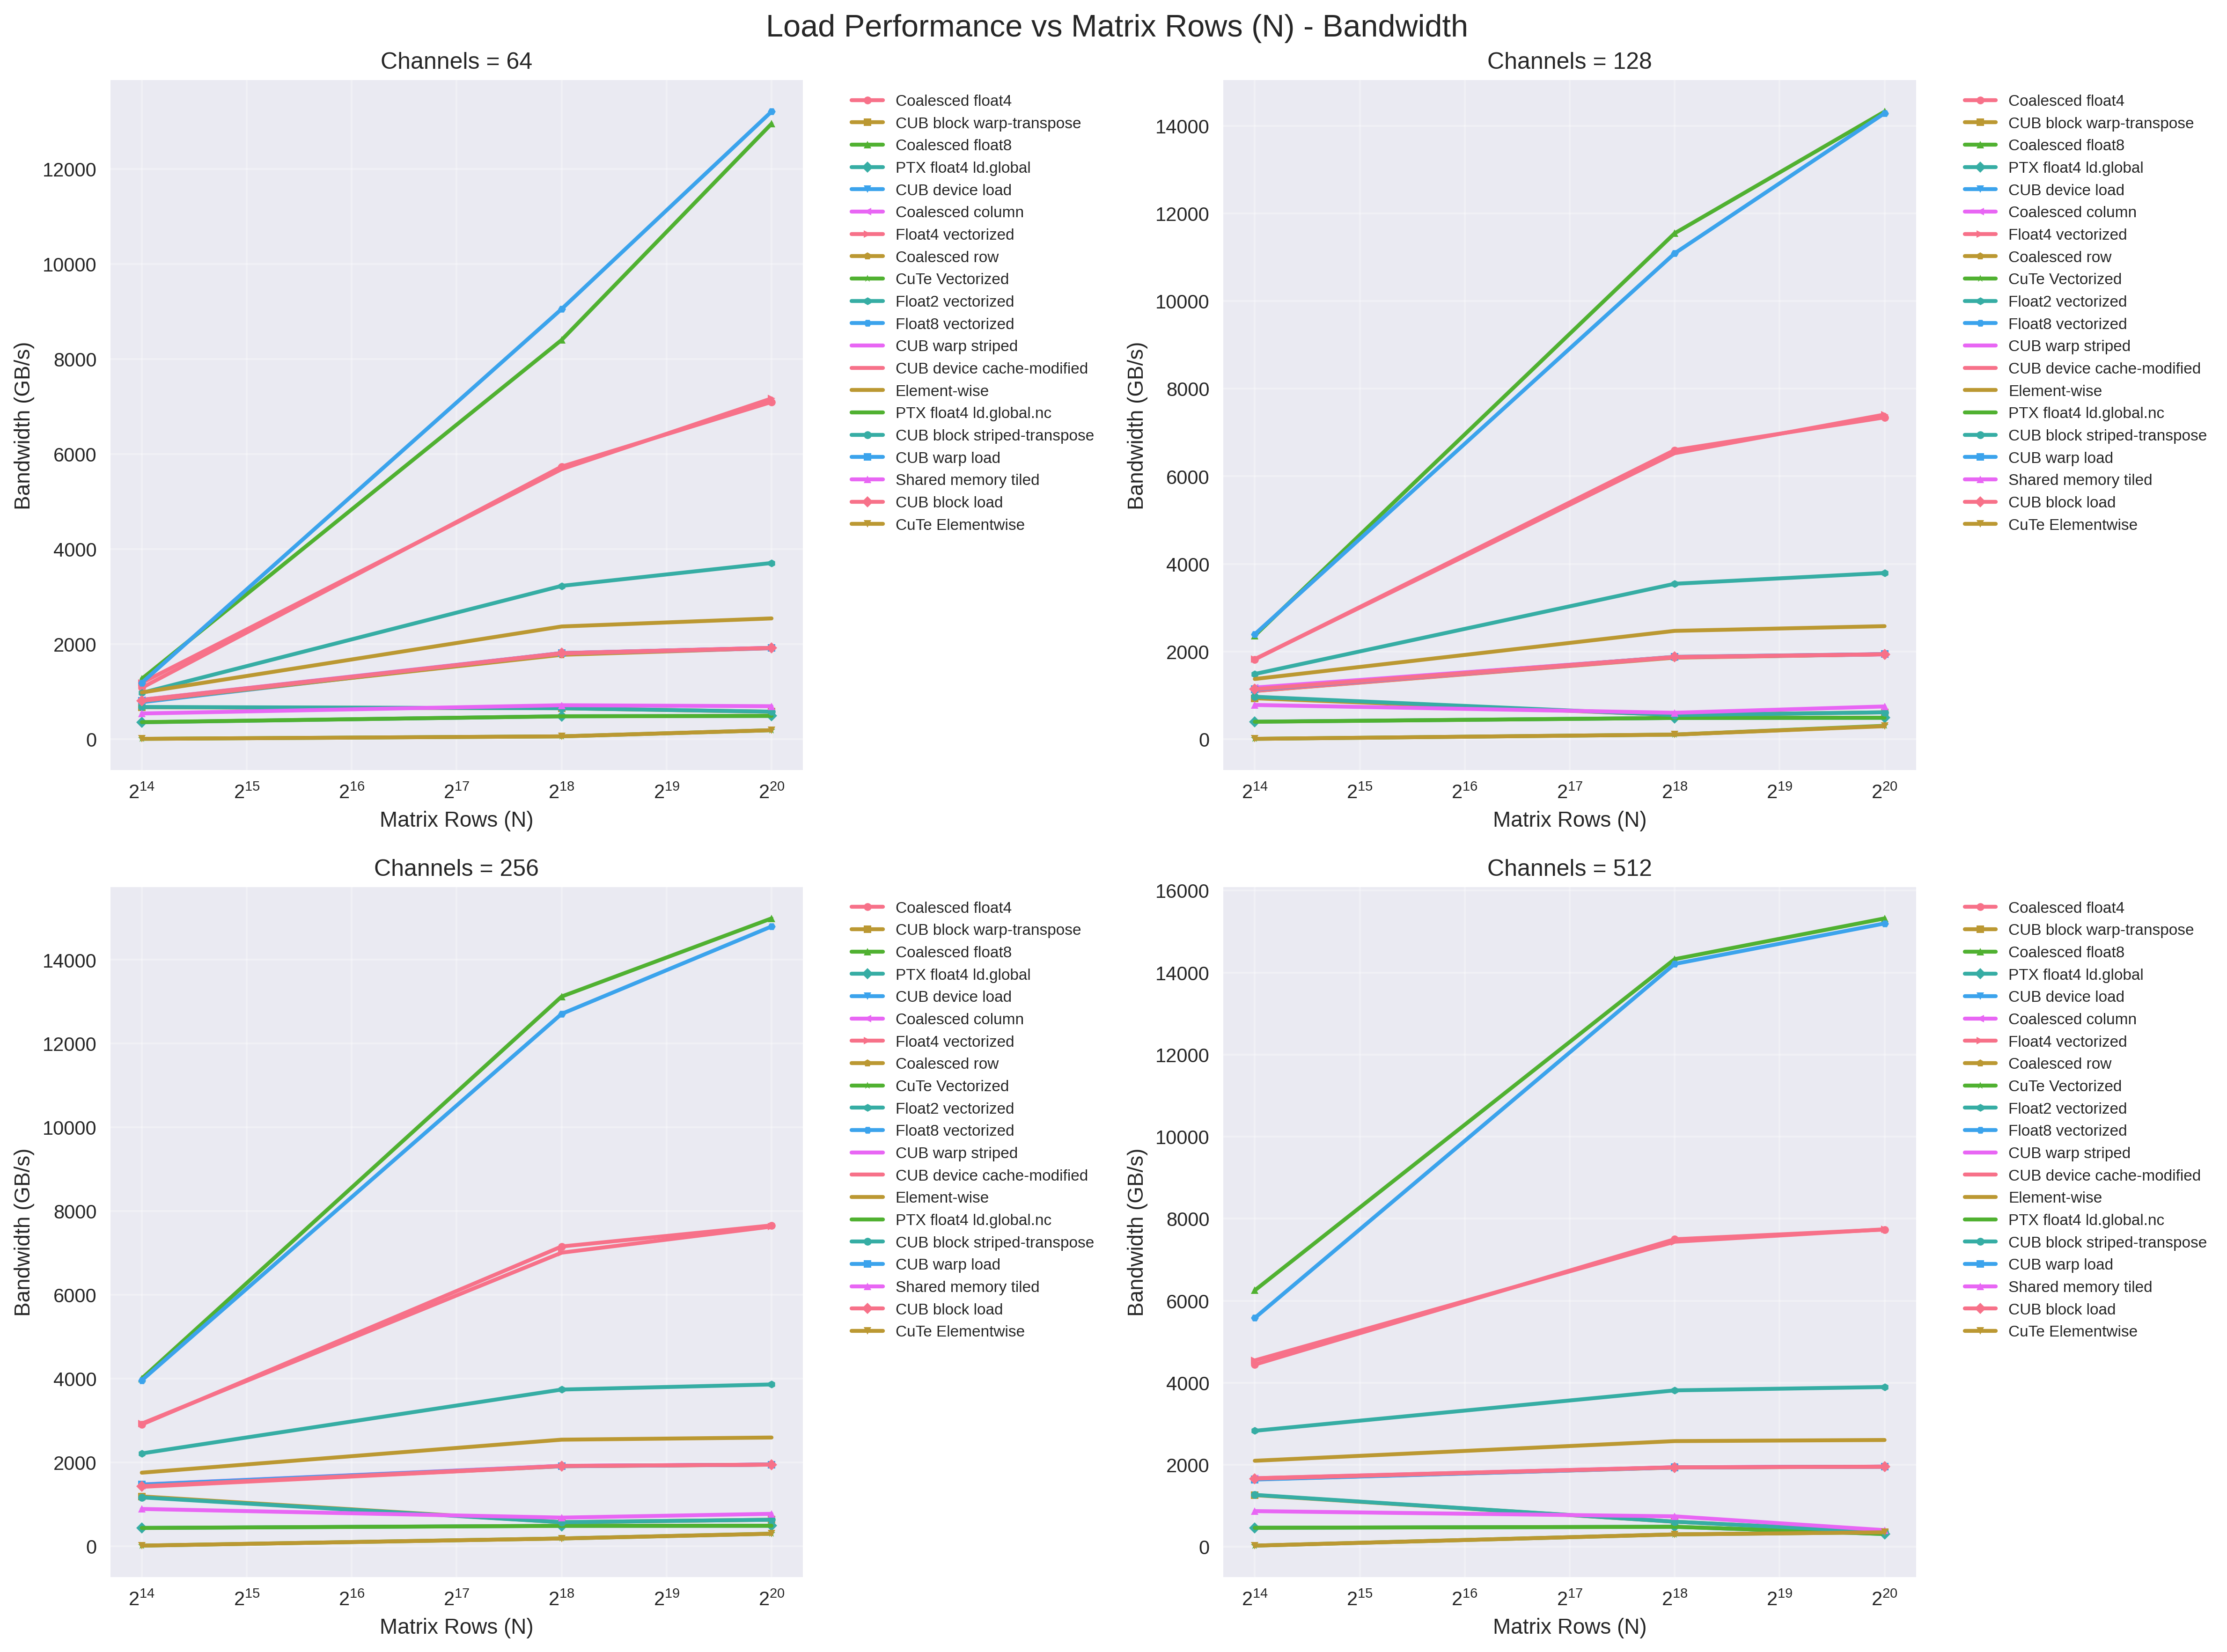 Load Performance vs Matrix Rows (N) - Bandwidth
Channels = 64
Bandwidth (GB/s)
12000
10000
8000
6000
4000
2000
0
2^14 2^15 2^16 2^17 2^18 2^19 2^20
Matrix Rows (N)
Coalesced float4
CUB block warp-transpose
Coalesced float8
PTX float4 ld.global
CUB device load
Coalesced column
Float4 vectorized
Coalesced row
CuTe Vectorized
Float2 vectorized
Float8 vectorized
CUB warp striped
CUB device cache-modified
Element-wise
PTX float4 ld.global.nc
CUB block striped-transpose
CUB warp load
Shared memory tiled
CUB block load
CuTe Elementwise
Channels = 128
Bandwidth (GB/s)
14000
12000
10000
8000
6000
4000
2000
0
2^14 2^15 2^16 2^17 2^18 2^19 2^20
Matrix Rows (N)
Coalesced float4
CUB block warp-transpose
Coalesced float8
PTX float4 ld.global
CUB device load
Coalesced column
Float4 vectorized
Coalesced row
CuTe Vectorized
Float2 vectorized
Float8 vectorized
CUB warp striped
CUB device cache-modified
Element-wise
PTX float4 ld.global.nc
CUB block striped-transpose
CUB warp load
Shared memory tiled
CUB block load
CuTe Elementwise
Channels = 256
Bandwidth (GB/s)
14000
12000
10000
8000
6000
4000
2000
0
2^14 2^15 2^16 2^17 2^18 2^19 2^20
Matrix Rows (N)
Coalesced float4
CUB block warp-transpose
Coalesced float8
PTX float4 ld.global
CUB device load
Coalesced column
Float4 vectorized
Coalesced row
CuTe Vectorized
Float2 vectorized
Float8 vectorized
CUB warp striped
CUB device cache-modified
Element-wise
PTX float4 ld.global.nc
CUB block striped-transpose
CUB warp load
Shared memory tiled
CUB block load
CuTe Elementwise
Channels = 512
Bandwidth (GB/s)
16000
14000
12000
10000
8000
6000
4000
2000
0
2^14 2^15 2^16 2^17 2^18 2^19 2^20
Matrix Rows (N)
Coalesced float4
CUB block warp-transpose
Coalesced float8
PTX float4 ld.global
CUB device load
Coalesced column
Float4 vectorized
Coalesced row
CuTe Vectorized
Float2 vectorized
Float8 vectorized
CUB warp striped
CUB device cache-modified
Element-wise
PTX float4 ld.global.nc
CUB block striped-transpose
CUB warp load
Shared memory tiled
CUB block load
CuTe Elementwise